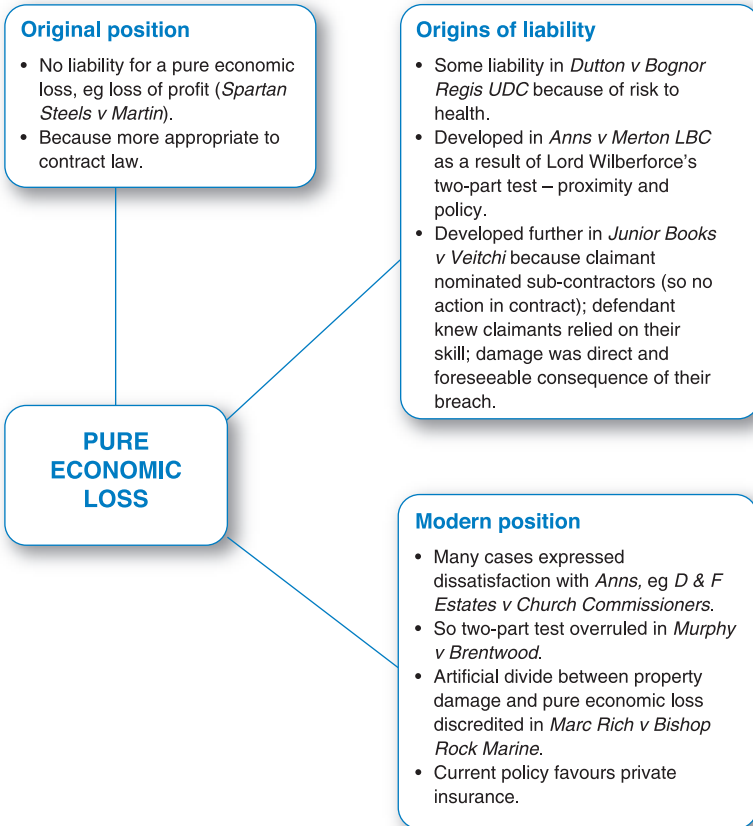 Original position
• No liability for a pure economic
loss, eg loss of profit (Spartan
Steels v Martin).
• Because more appropriate to
contract law.
Origins of liability
• Some liability in Dutton v Bognor
Regis UDC because of risk to
health.
• Developed in Anns v Merton LBC
as a result of Lord Wilberforce’s
two-part test – proximity and
policy.
• Developed further in Junior Books
v Veitchi because claimant
nominated sub-contractors (so no
action in contract); defendant
knew claimants relied on their
skill; damage was direct and
foreseeable consequence of their
breach.
PURE
ECONOMIC
LOSS
Modern position
• Many cases expressed
dissatisfaction with Anns, eg D & F
Estates v Church Commissioners.
• So two-part test overruled in Murphy
v Brentwood.
• Artificial divide between property
damage and pure economic loss
discredited in Marc Rich v Bishop
Rock Marine.
• Current policy favours private
insurance.